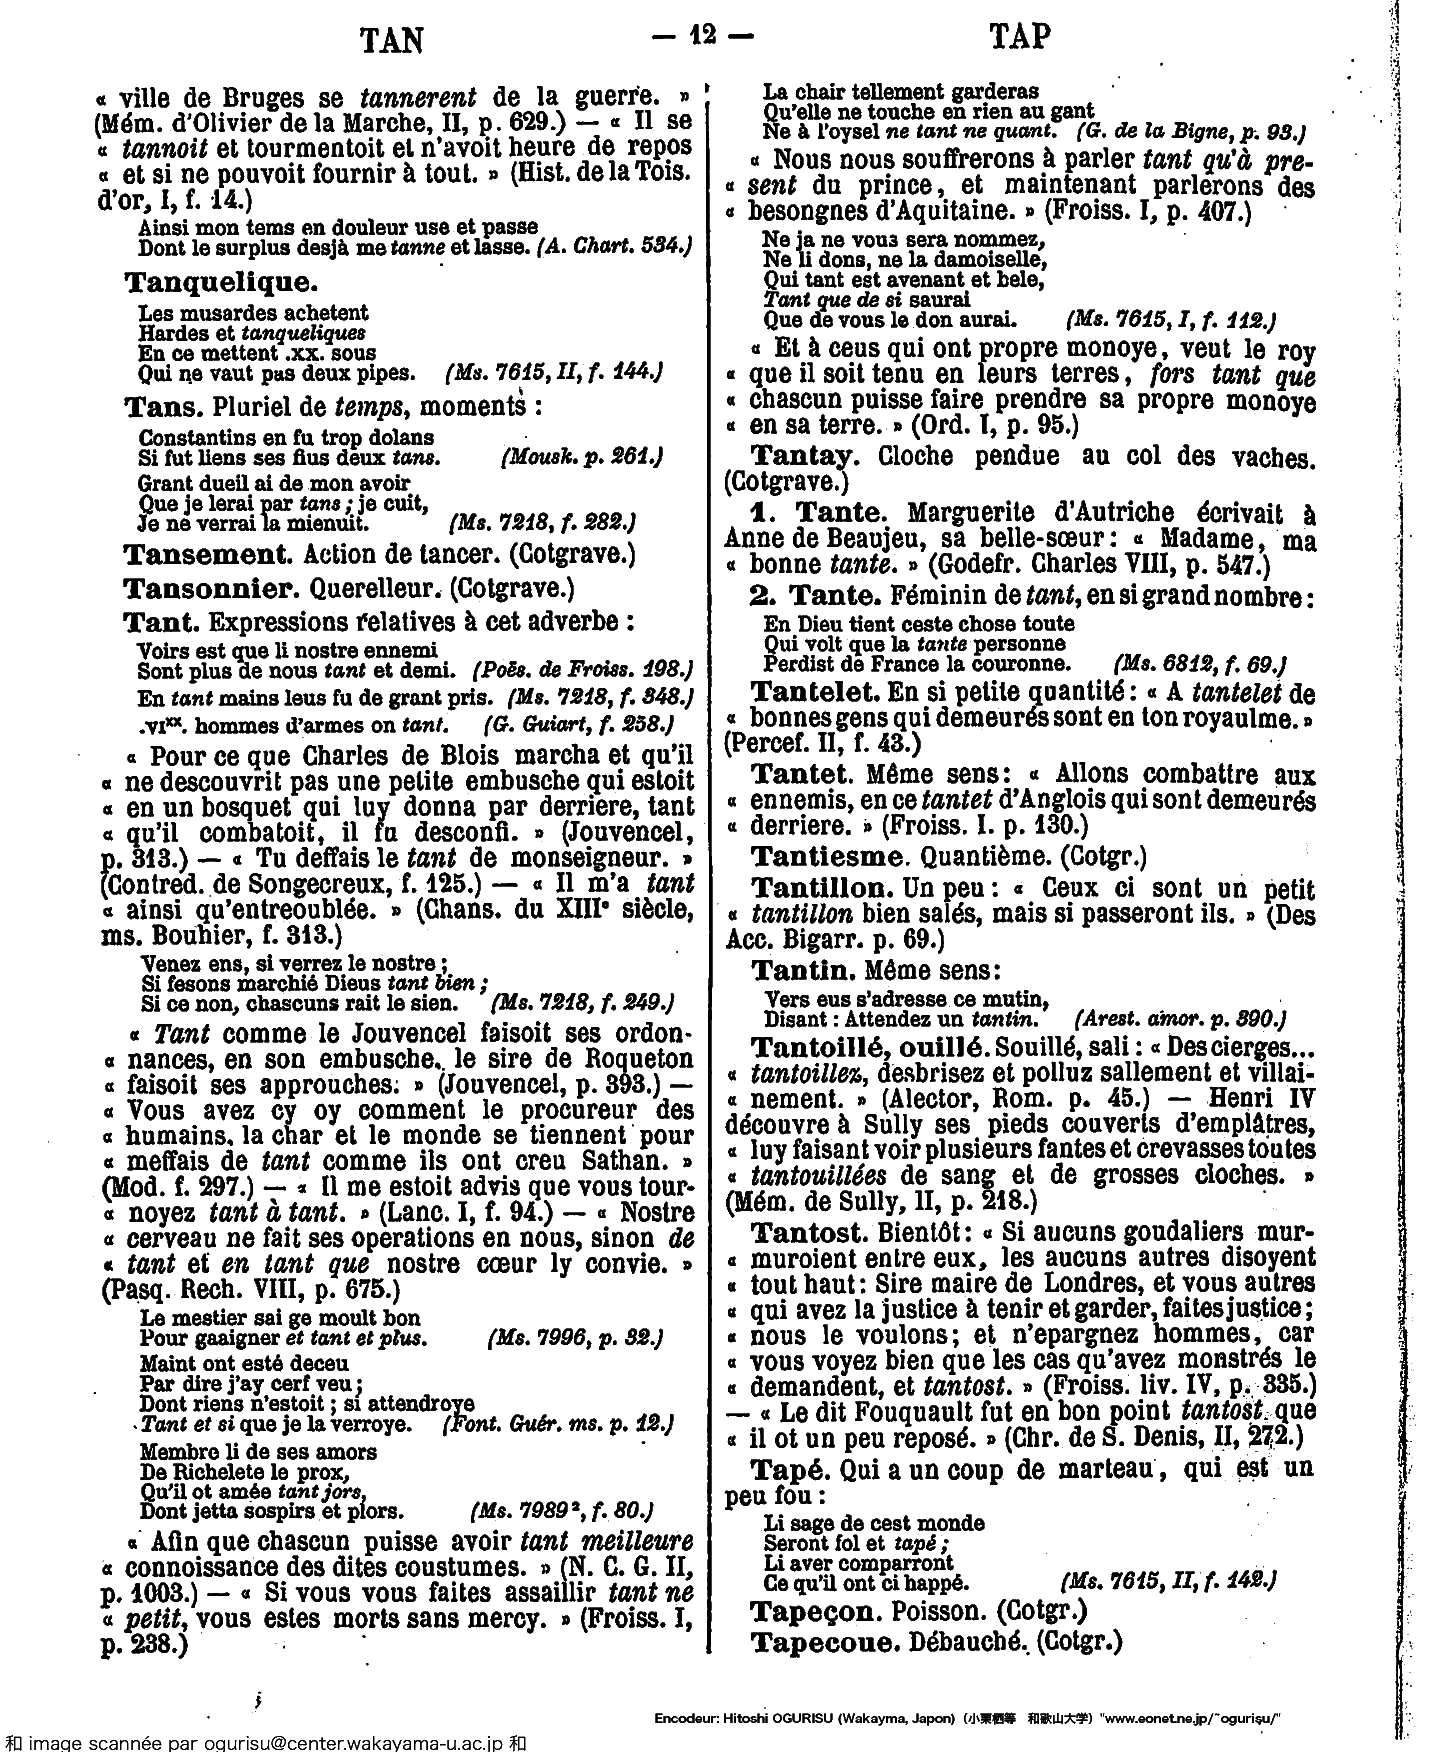 TAN — 12 — TAP
« ville de Bruges se tannerent de la guerre. »
(Mém. d'Olivier de la Marche, II, p. 629.) — « Il se
« tannoit et tourmentoit et n'avoit heure de repos
« et si ne pouvoit fournir à tout. » (Hist. de la Tois.
d'or, I, f. 14.)
Ainsi mon tems en douleur use et passe
Dont le surplus desjà me tanne et lasse. (A. Chart. 534.)
Tanquelique.
Les musardes achetent
Hardes et tanqueliques
En ce mettent .xx. sous
Qui ne vaut pas deux pipes. (Ms. 7615, II, f. 144.)
Tans. Pluriel de temps, moments :
Constantins en fu trop dolans
Si fut liens ses fius deux tans. (Mousk. p. 261.)
Grant dueil ai de mon avoir
Que je lerai par tans ; je cuit,
Je ne verrai la mienuit. (Ms. 7218, f. 282.)
Tansement. Action de tancer. (Cotgrave.)
Tansonnier. Querelleur. (Cotgrave.)
Tant. Expressions relatives à cet adverbe :
Voirs est que li nostre ennemi
Sont plus de nous tant et demi. (Poës. de Froiss. 198.)
En tant mains leus fu de grant pris. (Ms. 7218, f. 348.)
.VIxx. hommes d'armes on tant. (G. Guiart, f. 258.)
« Pour ce que Charles de Blois marcha et qu'il
« ne descouvrit pas une petite embusche qui estoit
« en un bosquet qui luy donna par derriere, tant
« qu'il combatoit, il fu desconfi. » (Jouvencel,
p. 313.) — « Tu deffais le tant de monseigneur. »
(Contred. de Songecreux, f. 125.) — « Il m'a tant
« ainsi qu'entreoublée. » (Chans. du XIIIe siècle,
ms. Bouhier, f. 313.)
Venez ens, si verrez le nostre ;
Si fesons marchié Dieus tant bien ;
Si ce non, chascuns rait le sien. (Ms. 7218, f. 249.)
« Tant comme le Jouvencel faisoit ses ordon-
« nances, en son embusche, le sire de Roqueton
« faisoit ses approuches. » (Jouvencel, p. 393.) —
« Vous avez cy oy comment le procureur des
« humains, la char et le monde se tiennent pour
« meffais de tant comme ils ont creu Sathan. »
(Mod. f. 297.) — « Il me estoit advis que vous tour-
« noyez tant à tant. » (Lanc. I, f. 94.) — « Nostre
« cerveau ne fait ses operations en nous, sinon de
« tant et en tant que nostre cœur ly convie. »
(Pasq. Rech. VIII, p. 675.)
Le mestier sai ge moult bon
Pour gaaigner et tant et plus. (Ms. 7996, p. 32.)
Maint ont esté deceu
Par dire j'ay cerf veu ;
Dont riens n'estoit ; si attendroye
Tant et si que je la verroye. (Font. Guér. ms. p. 12.)
Membre li de ses amors
De Richelete le prox,
Qu'il ot amée tant jors,
Dont jetta sospirs et plors. (Ms. 7989², f. 80.)
« Afin que chascun puisse avoir tant meilleure
« connoissance des dites coustumes. » (N. C. G. II,
p. 1003.) — « Si vous vous faites assaillir tant ne
« petit, vous estes morts sans mercy. » (Froiss. I,
p. 238.)
La chair tellement garderas
Qu'elle ne touche en rien au gant
Ne à l'oysel ne tant ne quant. (G. de la Bigne, p. 93.)
« Nous nous souffrerons à parler tant qu'à pre-
« sent du prince, et maintenant parlerons des
« besongnes d'Aquitaine. » (Froiss. I, p. 407.)
Ne ja ne vous sera nommez,
Ne li dons, ne la damoiselle,
Qui tant est avenant et bele,
Tant que de si saurai
Que de vous le don aurai. (Ms. 7615, I, f. 112.)
« Et à ceus qui ont propre monoye, veut le roy
« que il soit tenu en leurs terres, fors tant que
« chascun puisse faire prendre sa propre monoye
« en sa terre. » (Ord. I, p. 95.)
Tantay. Cloche pendue au col des vaches.
(Cotgrave.)
1. Tante. Marguerite d'Autriche écrivait à
Anne de Beaujeu, sa belle-sœur : « Madame, ma
« bonne tante. » (Godefr. Charles VIII, p. 547.)
2. Tante. Féminin de tant, en si grand nombre :
En Dieu tient ceste chose toute
Qui volt que la tante personne
Perdist de France la couronne. (Ms. 6812, f. 69.)
Tantelet. En si petite quantité : « A tantelet de
« bonnes gens qui demeurés sont en ton royaulme. »
(Percef. II, f. 43.)
Tantet. Même sens : « Allons combattre aux
« ennemis, en ce tantet d'Anglois qui sont demeurés
« derriere. » (Froiss. I. p. 130.)
Tantiesme. Quantième. (Cotgr.)
Tantillon. Un peu : « Ceux ci sont un petit
« tantillon bien salés, mais si passeront ils. » (Des
Acc. Bigarr. p. 69.)
Tantin. Même sens :
Vers eus s'adresse ce mutin,
Disant : Attendez un tantin. (Arest. amor. p. 390.)
Tantoillé, ouillé. Souillé, sali : « Des cierges...
« tantoillez, desbrisez et polluz sallement et villai-
« nement. » (Alector, Rom. p. 45.) — Henri IV
découvre à Sully ses pieds couverts d'emplâtres,
« luy faisant voir plusieurs fantes et crevasses toutes
« tantouillées de sang et de grosses cloches. »
(Mém. de Sully, II, p. 218.)
Tantost. Bientôt : « Si aucuns goudaliers mur-
« muroient entre eux, les aucuns autres disoyent
« tout haut : Sire maire de Londres, et vous autres
« qui avez la justice à tenir et garder, faites justice ;
« nous le voulons ; et n'epargnez hommes, car
« vous voyez bien que les cas qu'avez monstrés le
« demandent, et tantost. » (Froiss. liv. IV, p. 335.)
— « Le dit Fouquault fut en bon point tantost que
« il ot un peu reposé. » (Chr. de S. Denis, II, 272.)
Tapé. Qui a un coup de marteau, qui est un
peu fou :
Li sage de cest monde
Seront fol et tapé ;
Li aver comparront
Ce qu'il ont ci happé. (Ms. 7615, II, f. 142.)
Tapeçon. Poisson. (Cotgr.)
Tapecoue. Débauché. (Cotgr.)
Encodeur: Hitoshi OGURISU (Wakayma, Japon) (小栗栖等 和歌山大学) "www.eonet.ne.jp/~ogurisu/"
和 image scannée par ogurisu@center.wakayama-u.ac.jp 和